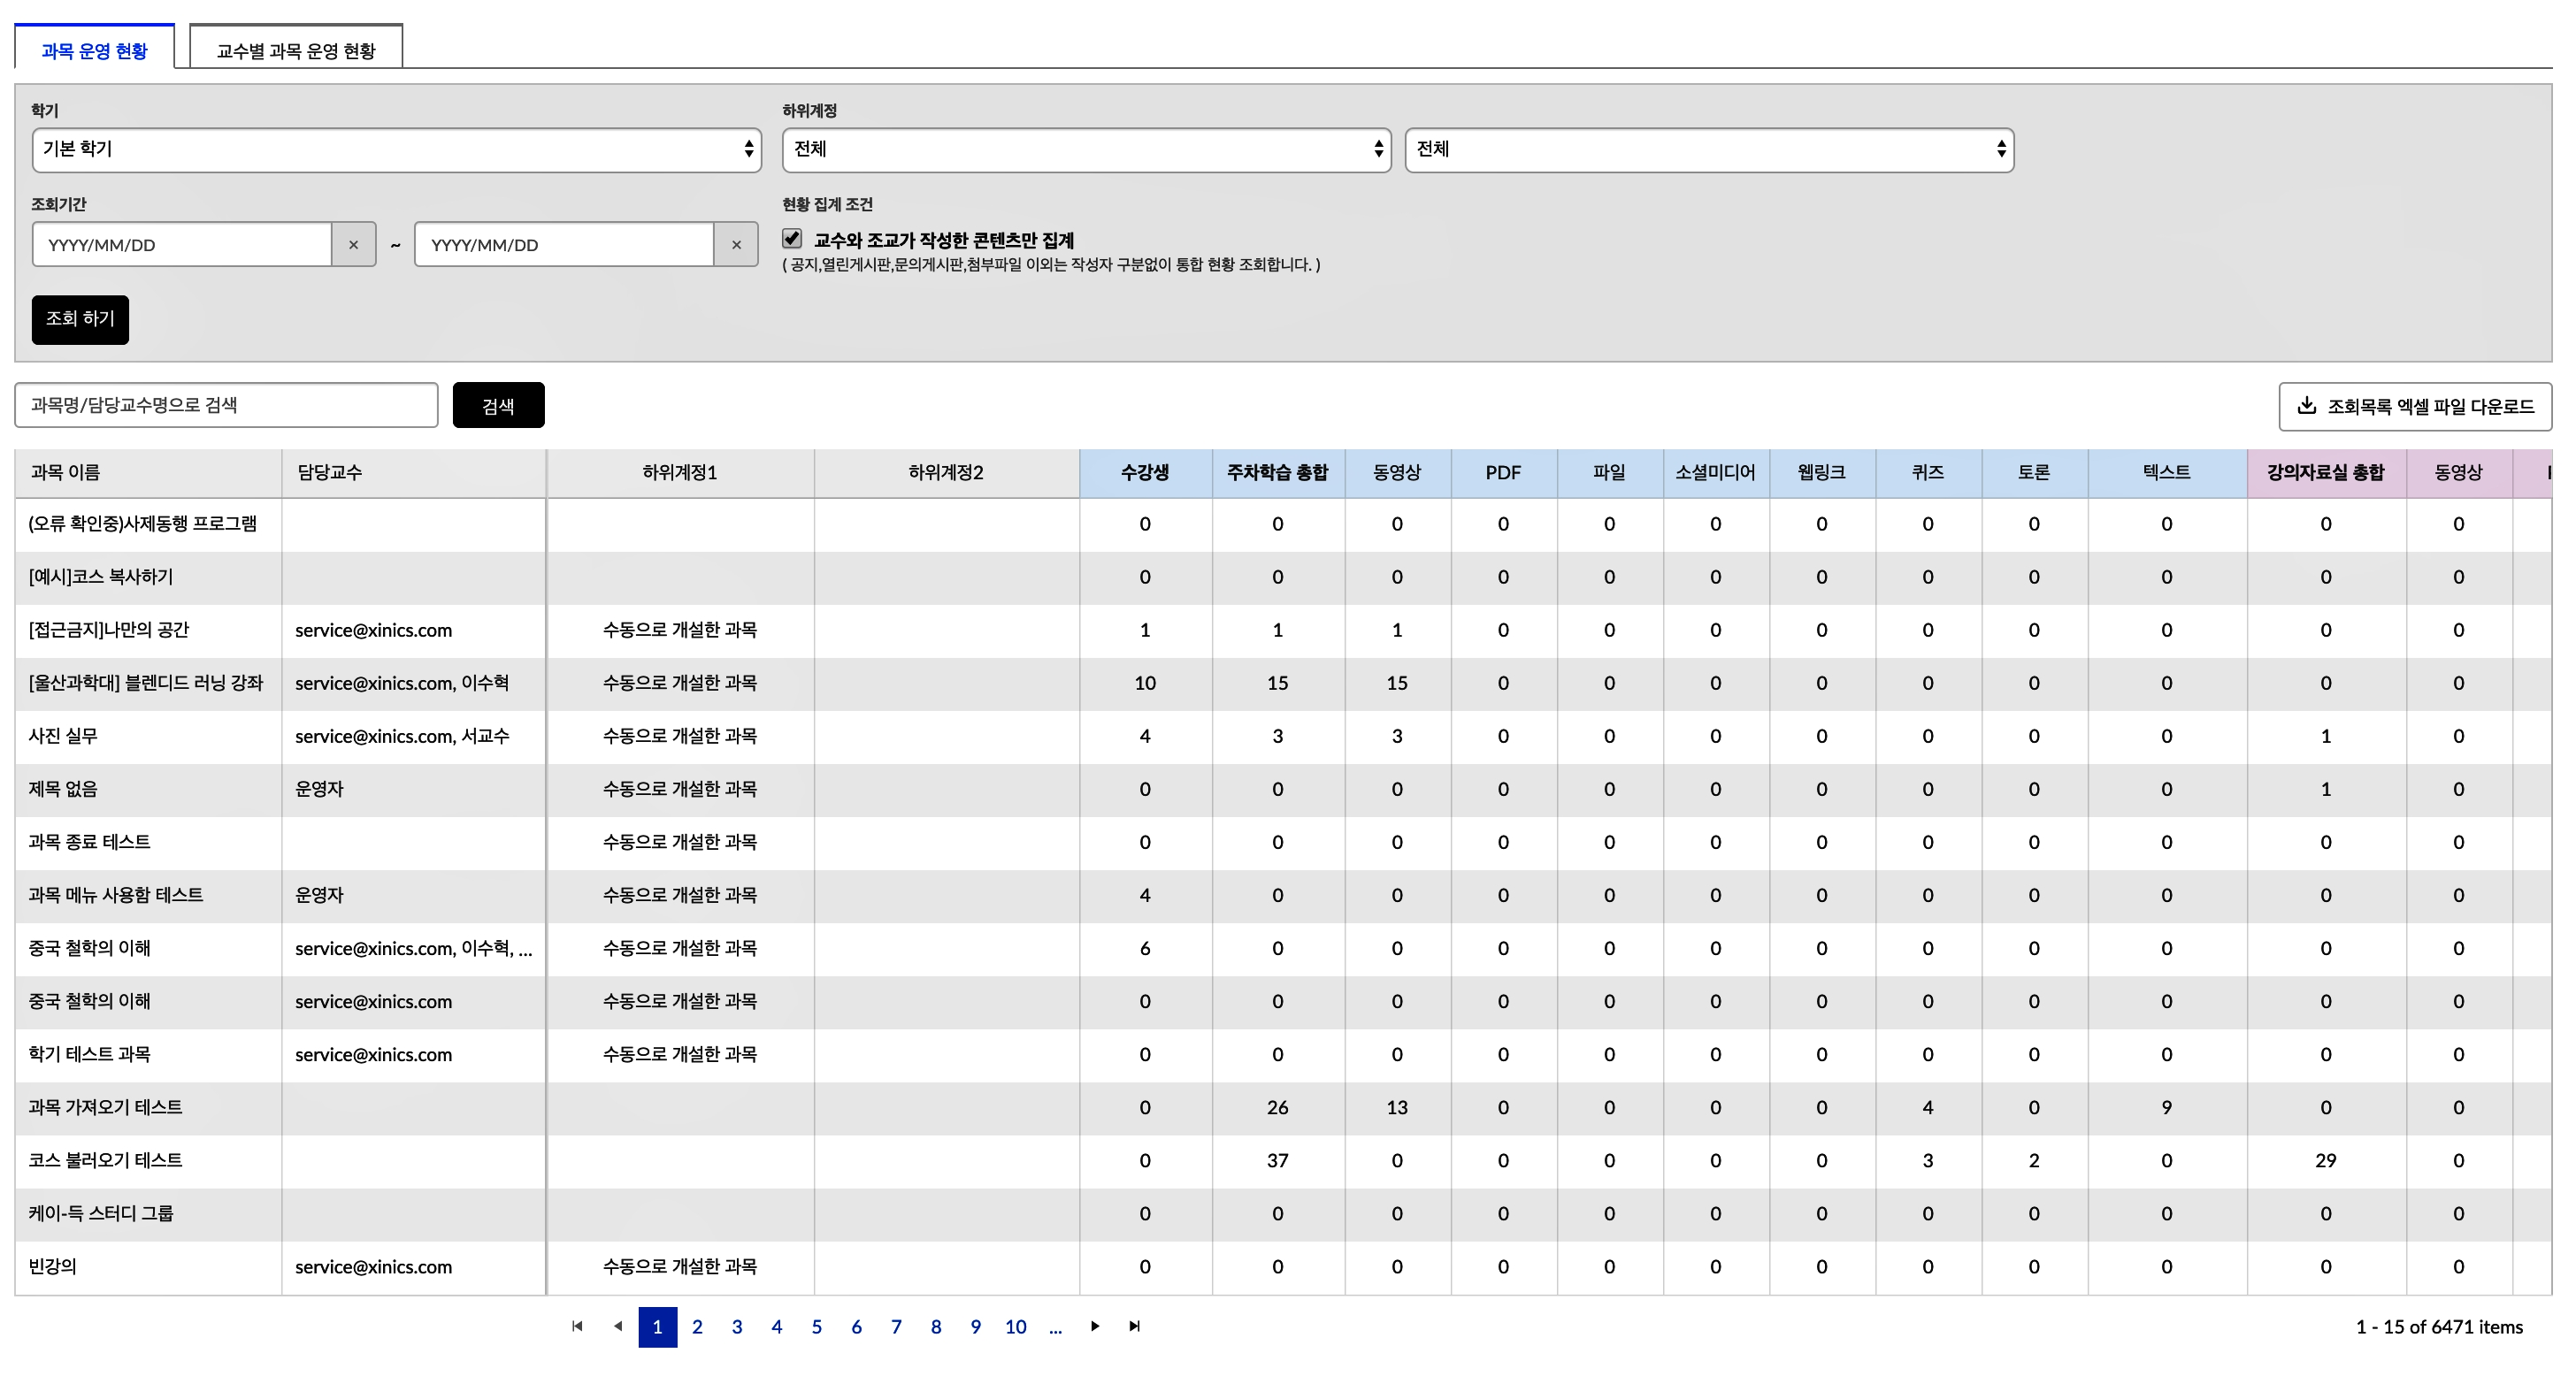 과목 운영 현황 교수별 과목 운영 현황
학기 하위계정
기본 학기 전체 전체
조회기간 현황 집계 조건
YYYY/MM/DD × ~ YYYY/MM/DD × 교수와 조교가 작성한 콘텐츠만 집계
( 공지,열린게시판,문의게시판,첨부파일 이외는 작성자 구분없이 통합 현황 조회합니다. )
조회 하기
과목명/담당교수명으로 검색 검색 조회목록 엑셀 파일 다운로드
과목 이름 담당교수 하위계정1 하위계정2 수강생 주차학습 총합 동영상 PDF 파일 소셜미디어 웹링크 퀴즈 토론 텍스트 강의자료실 총합 동영상
(오류 확인중)사제동행 프로그램 0 0 0 0 0 0 0 0 0 0 0 0
[예시]코스 복사하기 0 0 0 0 0 0 0 0 0 0 0 0
[접근금지]나만의 공간 service@xinics.com 수동으로 개설한 과목 1 1 1 0 0 0 0 0 0 0 0 0
[울산과학대] 블렌디드 러닝 강좌 service@xinics.com, 이수혁 수동으로 개설한 과목 10 15 15 0 0 0 0 0 0 0 0 0
사진 실무 service@xinics.com, 서교수 수동으로 개설한 과목 4 3 3 0 0 0 0 0 0 0 1 0
제목 없음 운영자 수동으로 개설한 과목 0 0 0 0 0 0 0 0 0 0 1 0
과목 종료 테스트 수동으로 개설한 과목 0 0 0 0 0 0 0 0 0 0 0 0
과목 메뉴 사용함 테스트 운영자 수동으로 개설한 과목 4 0 0 0 0 0 0 0 0 0 0 0
중국 철학의 이해 service@xinics.com, 이수혁, ... 수동으로 개설한 과목 6 0 0 0 0 0 0 0 0 0 0 0
중국 철학의 이해 service@xinics.com 수동으로 개설한 과목 0 0 0 0 0 0 0 0 0 0 0 0
학기 테스트 과목 service@xinics.com 수동으로 개설한 과목 0 0 0 0 0 0 0 0 0 0 0 0
과목 가져오기 테스트 0 26 13 0 0 0 0 4 0 9 0 0
코스 불러오기 테스트 0 37 0 0 0 0 0 3 2 0 29 0
케이-득 스터디 그룹 0 0 0 0 0 0 0 0 0 0 0 0
빈강의 service@xinics.com 수동으로 개설한 과목 0 0 0 0 0 0 0 0 0 0 0 0
1 2 3 4 5 6 7 8 9 10 ... 1 - 15 of 6471 items